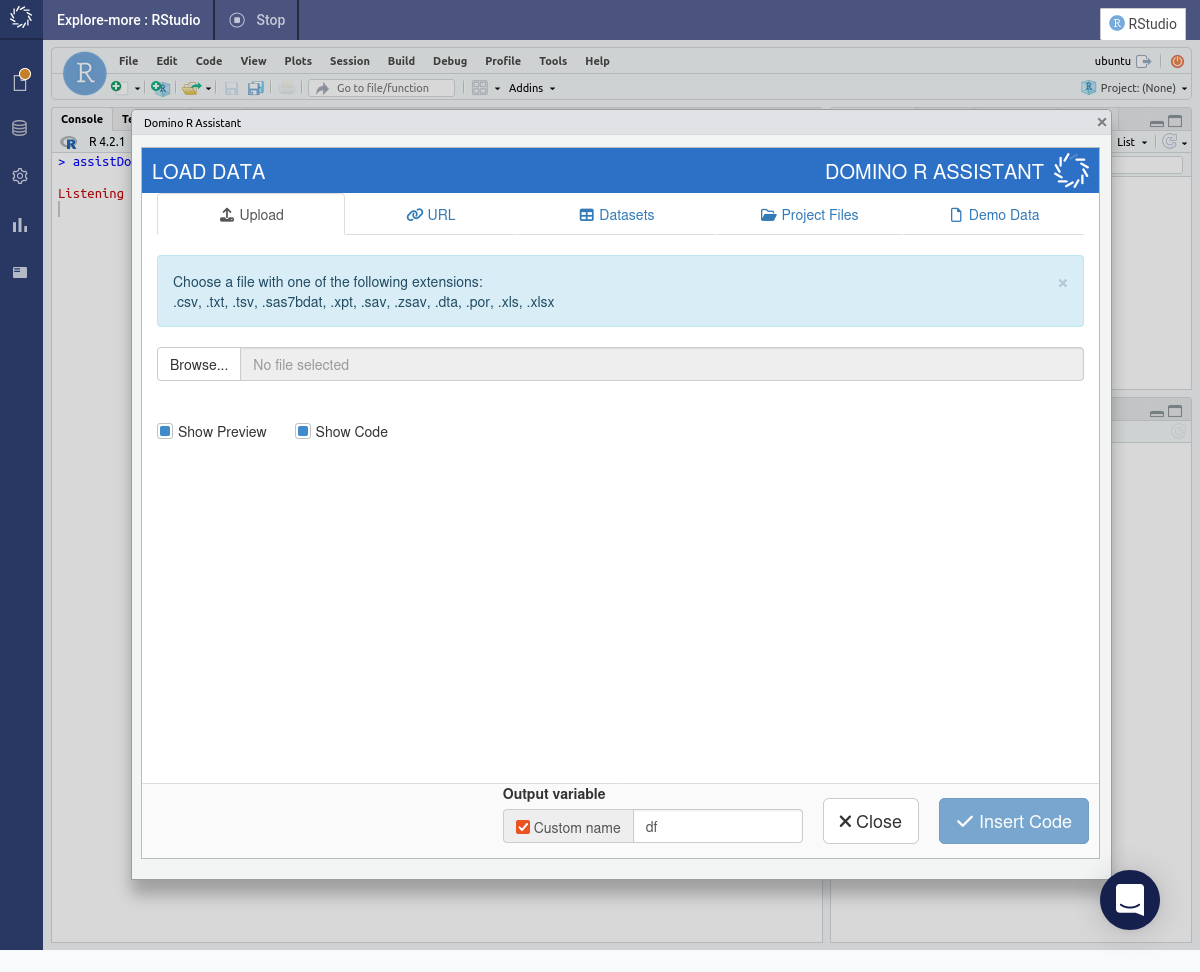 Explore-more : RStudio
Stop
R RStudio
R
File Edit Code View Plots Session Build Debug Profile Tools Help
ubuntu
Go to file/function
Addins
R Project: (None)
Console
R R 4.2.1
List
> assistDo
Listening
Domino R Assistant
LOAD DATA
DOMINO R ASSISTANT
Upload
URL
Datasets
Project Files
Demo Data
Choose a file with one of the following extensions:
.csv, .txt, .tsv, .sas7bdat, .xpt, .sav, .zsav, .dta, .por, .xls, .xlsx
×
Browse... No file selected
Show Preview Show Code
Output variable
Custom name df
Close
Insert Code